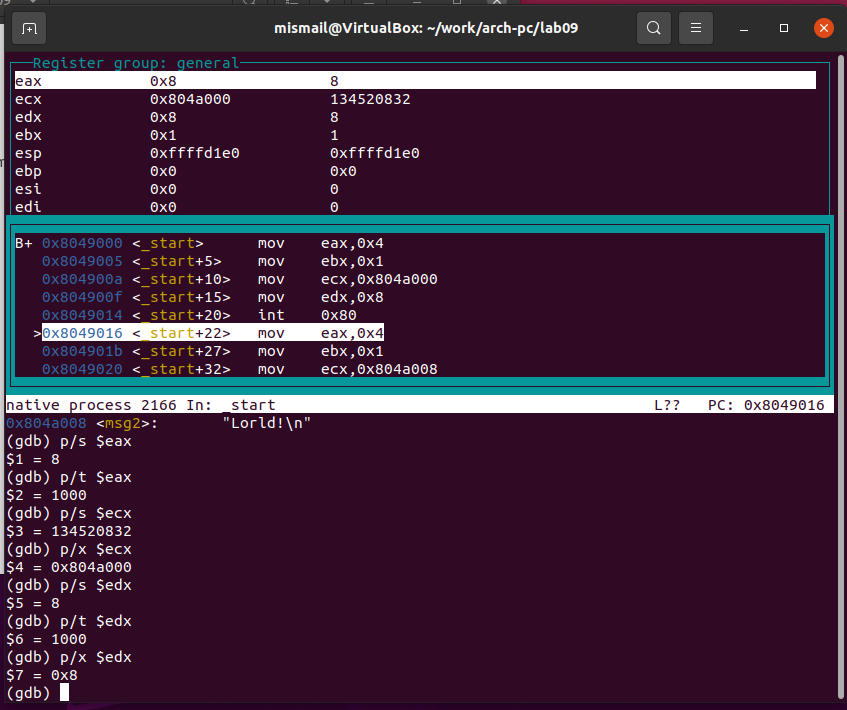 mismail@VirtualBox: ~/work/arch-pc/lab09
Register group: general
eax 0x8 8
ecx 0x804a000 134520832
edx 0x8 8
ebx 0x1 1
esp 0xffffd1e0 0xffffd1e0
ebp 0x0 0x0
esi 0x0 0
edi 0x0 0
B+ 0x8049000 <_start> mov eax,0x4
0x8049005 <_start+5> mov ebx,0x1
0x804900a <_start+10> mov ecx,0x804a000
0x804900f <_start+15> mov edx,0x8
0x8049014 <_start+20> int 0x80
>0x8049016 <_start+22> mov eax,0x4
0x804901b <_start+27> mov ebx,0x1
0x8049020 <_start+32> mov ecx,0x804a008
native process 2166 In: _start L?? PC: 0x8049016
0x804a008 <msg2>: "Lorld!\n"
(gdb) p/s $eax
$1 = 8
(gdb) p/t $eax
$2 = 1000
(gdb) p/s $ecx
$3 = 134520832
(gdb) p/x $ecx
$4 = 0x804a000
(gdb) p/s $edx
$5 = 8
(gdb) p/t $edx
$6 = 1000
(gdb) p/x $edx
$7 = 0x8
(gdb)